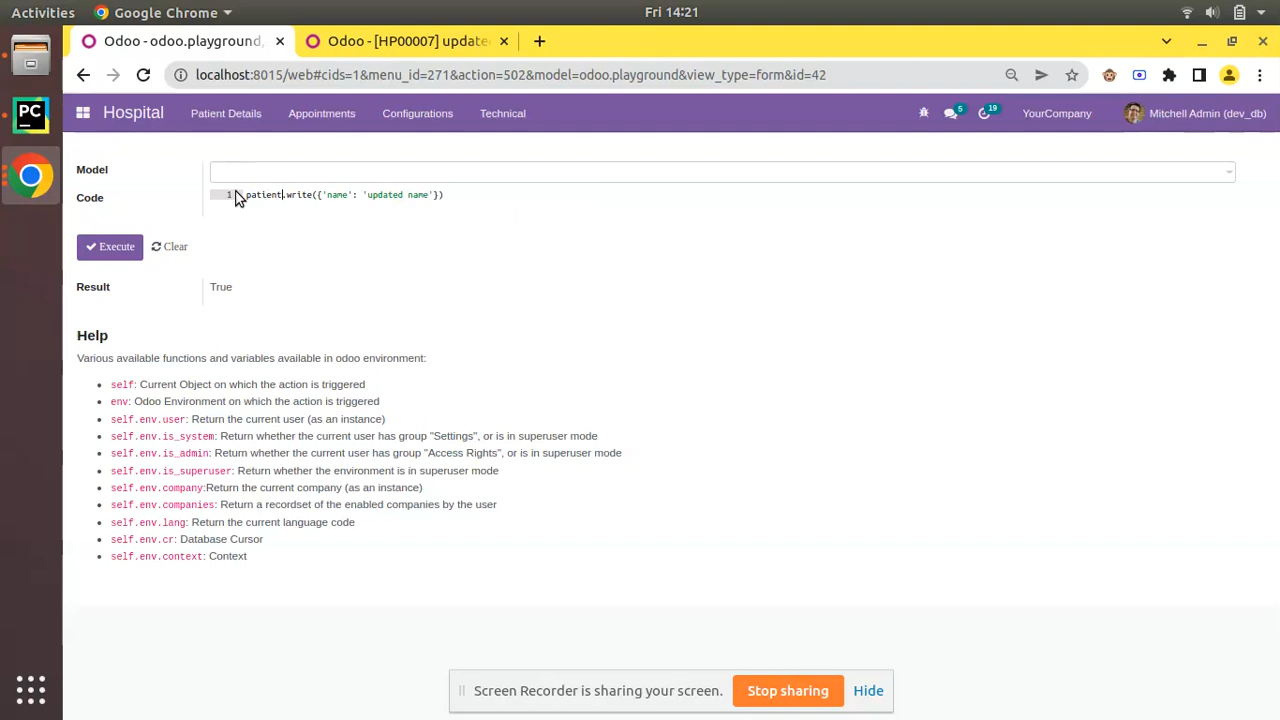 Activities Google Chrome Fri 14:21
Odoo - odoo.playground, Odoo - [HP00007] update
localhost:8015/web#cids=1&menu_id=271&action=502&model=odoo.playground&view_type=form&id=42
Hospital Patient Details Appointments Configurations Technical 5 19 YourCompany Mitchell Admin (dev_db)
Model
Code 1 patient.write({'name': 'updated name'})
Execute Clear
Result True
Help
Various available functions and variables available in odoo environment:
self: Current Object on which the action is triggered
env: Odoo Environment on which the action is triggered
self.env.user: Return the current user (as an instance)
self.env.is_system: Return whether the current user has group "Settings", or is in superuser mode
self.env.is_admin: Return whether the current user has group "Access Rights", or is in superuser mode
self.env.is_superuser: Return whether the environment is in superuser mode
self.env.company:Return the current company (as an instance)
self.env.companies: Return a recordset of the enabled companies by the user
self.env.lang: Return the current language code
self.env.cr: Database Cursor
self.env.context: Context
Screen Recorder is sharing your screen. Stop sharing Hide
PC